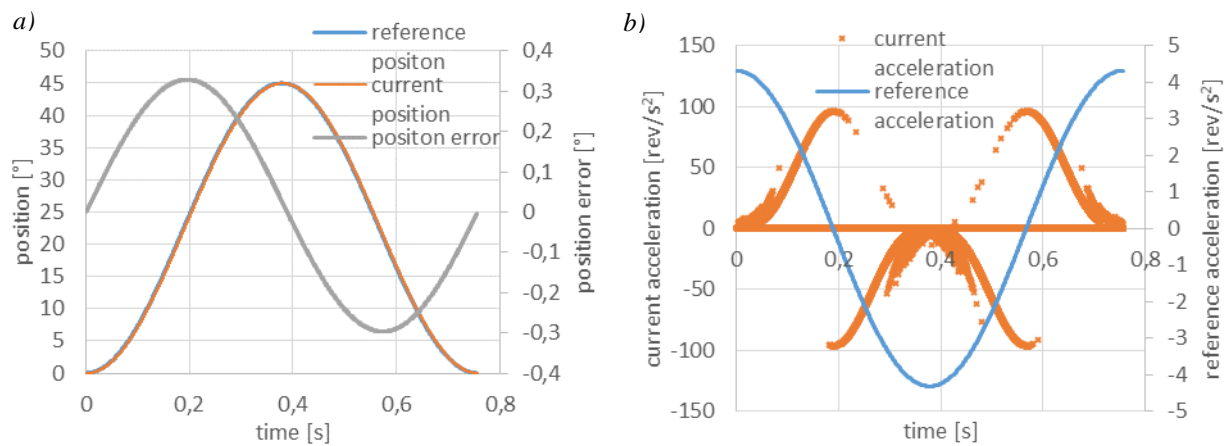 a)
reference
positon
current
position
positon error
50
45
40
35
30
25
20
15
10
5
0
position [°]
0,4
0,3
0,2
0,1
0
-0,1
-0,2
-0,3
-0,4
position error [°]
0
0,2
0,4
0,6
0,8
time [s]
b)
current
acceleration
reference
acceleration
150
100
50
0
-50
-100
-150
current acceleration [rev/s²]
5
4
3
2
1
0
-1
-2
-3
-4
-5
reference acceleration [rev/s²]
0
0,2
0,4
0,6
0,8
time [s]